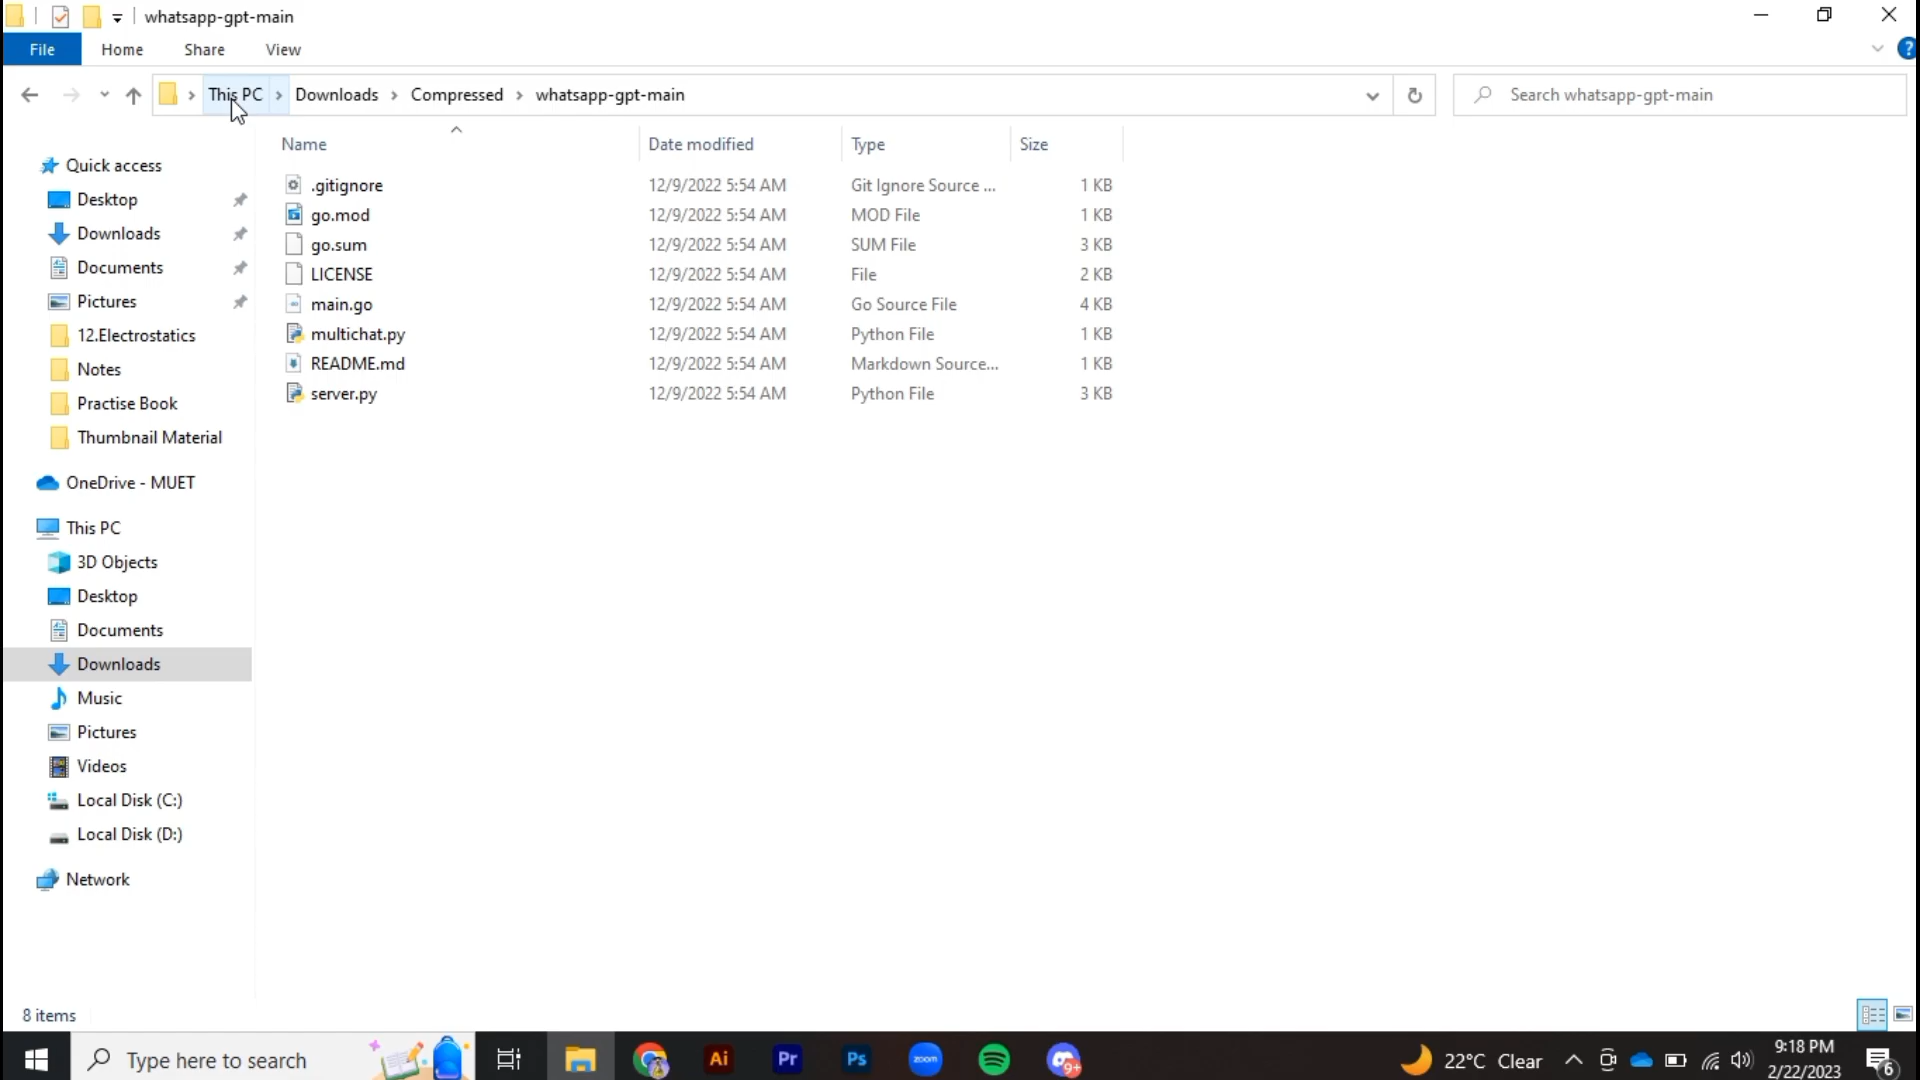 whatsapp-gpt-main
File Home Share View
This PC Downloads Compressed whatsapp-gpt-main Search whatsapp-gpt-main
Name Date modified Type Size
.gitignore 12/9/2022 5:54 AM Git Ignore Source ... 1 KB
go.mod 12/9/2022 5:54 AM MOD File 1 KB
go.sum 12/9/2022 5:54 AM SUM File 3 KB
LICENSE 12/9/2022 5:54 AM File 2 KB
main.go 12/9/2022 5:54 AM Go Source File 4 KB
multichat.py 12/9/2022 5:54 AM Python File 1 KB
README.md 12/9/2022 5:54 AM Markdown Source... 1 KB
server.py 12/9/2022 5:54 AM Python File 3 KB
Quick access
Desktop
Downloads
Documents
Pictures
12.Electrostatics
Notes
Practise Book
Thumbnail Material
OneDrive - MUET
This PC
3D Objects
Desktop
Documents
Downloads
Music
Pictures
Videos
Local Disk (C:)
Local Disk (D:)
Network
8 items
Type here to search Ai Pr Ps zoom 9+ 22°C Clear 9:18 PM 6
2/22/2023